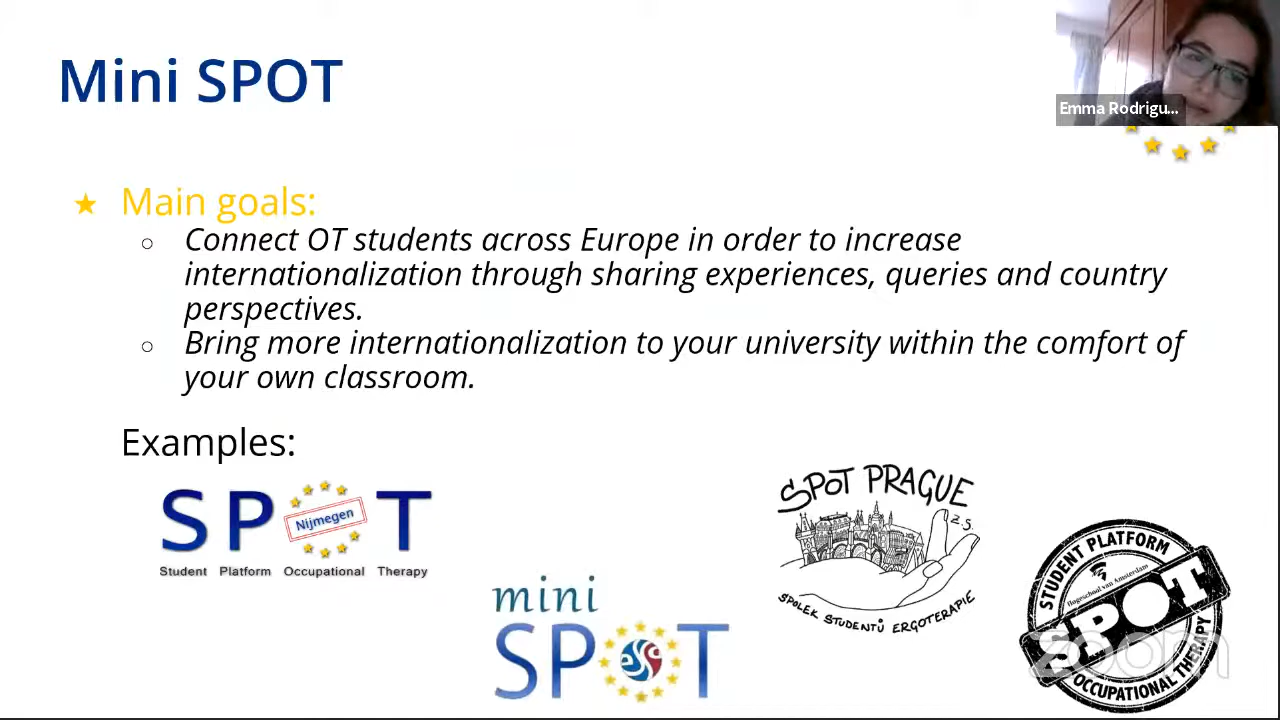 Mini SPOT
Emma Rodrigu...
★ Main goals:
○ Connect OT students across Europe in order to increase
internationalization through sharing experiences, queries and country
perspectives.
○ Bring more internationalization to your university within the comfort of
your own classroom.
Examples:
SPOT
Nijmegen
Student Platform Occupational Therapy
mini
SPOT
SPOT PRAGUE
z.s.
SPOLEK STUDENTŮ ERGOTERAPIE
STUDENT PLATFORM
Hogeschool van Amsterdam
SPOT
OCCUPATIONAL THERAPY
zoom